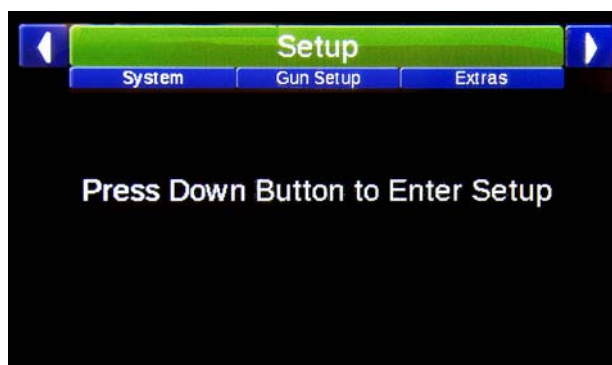 Setup
System Gun Setup Extras
Press Down Button to Enter Setup